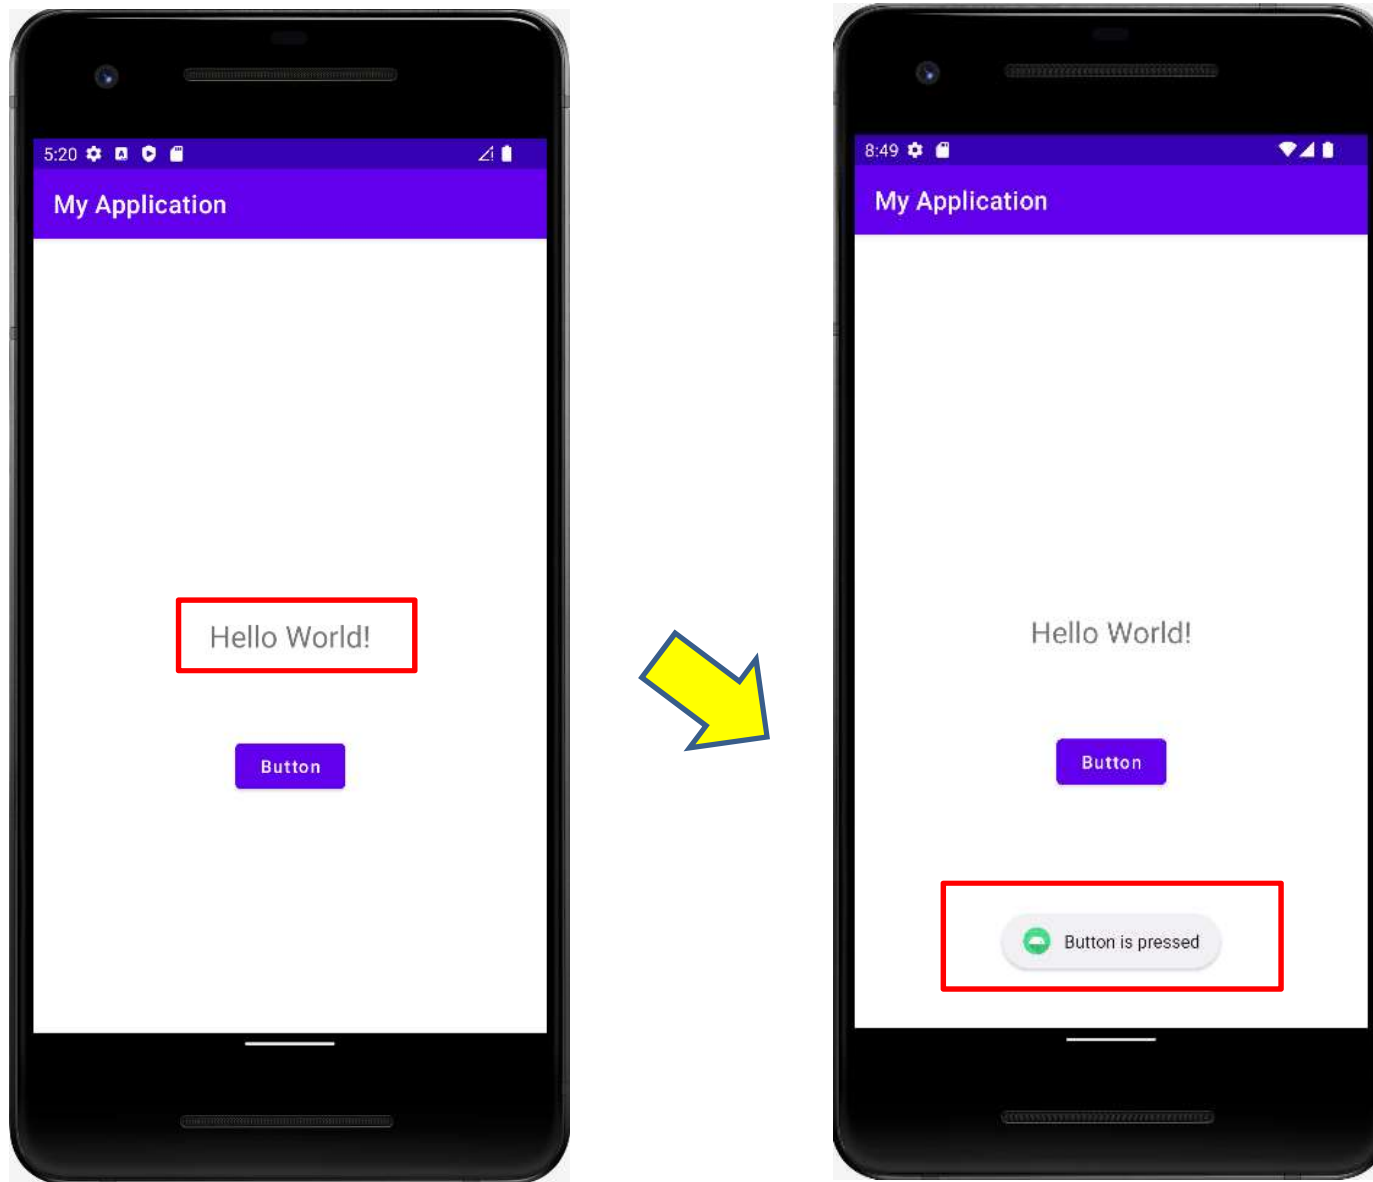 5:20
My Application
Hello World!
Button
8:49
My Application
Hello World!
Button
Button is pressed